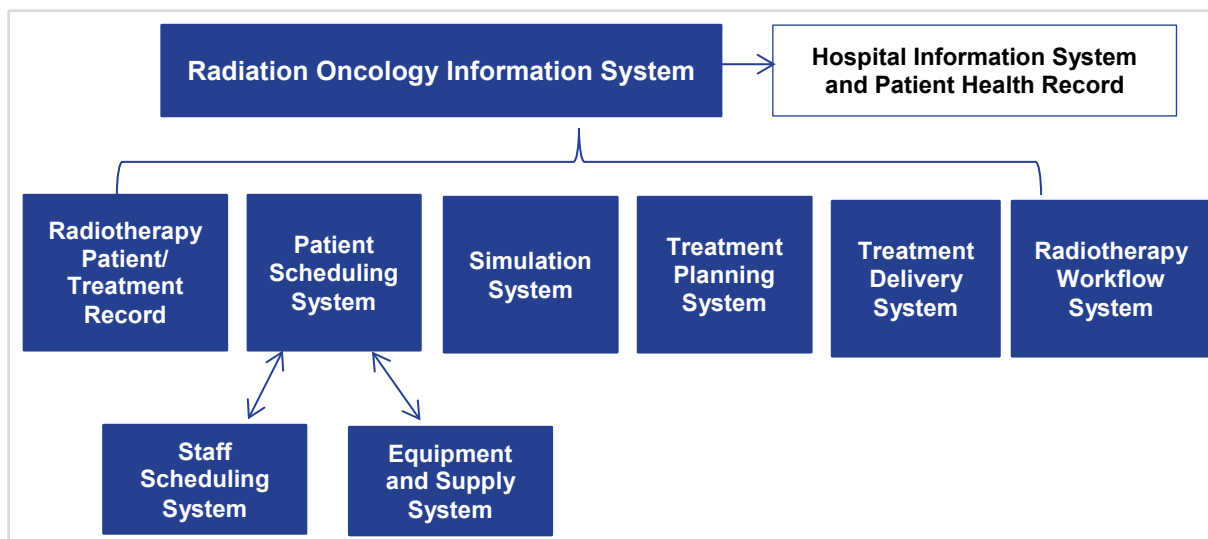 Radiation Oncology Information System
Hospital Information System
and Patient Health Record
Radiotherapy
Patient/
Treatment
Record
Patient
Scheduling
System
Simulation
System
Treatment
Planning
System
Treatment
Delivery
System
Radiotherapy
Workflow
System
Staff
Scheduling
System
Equipment
and Supply
System